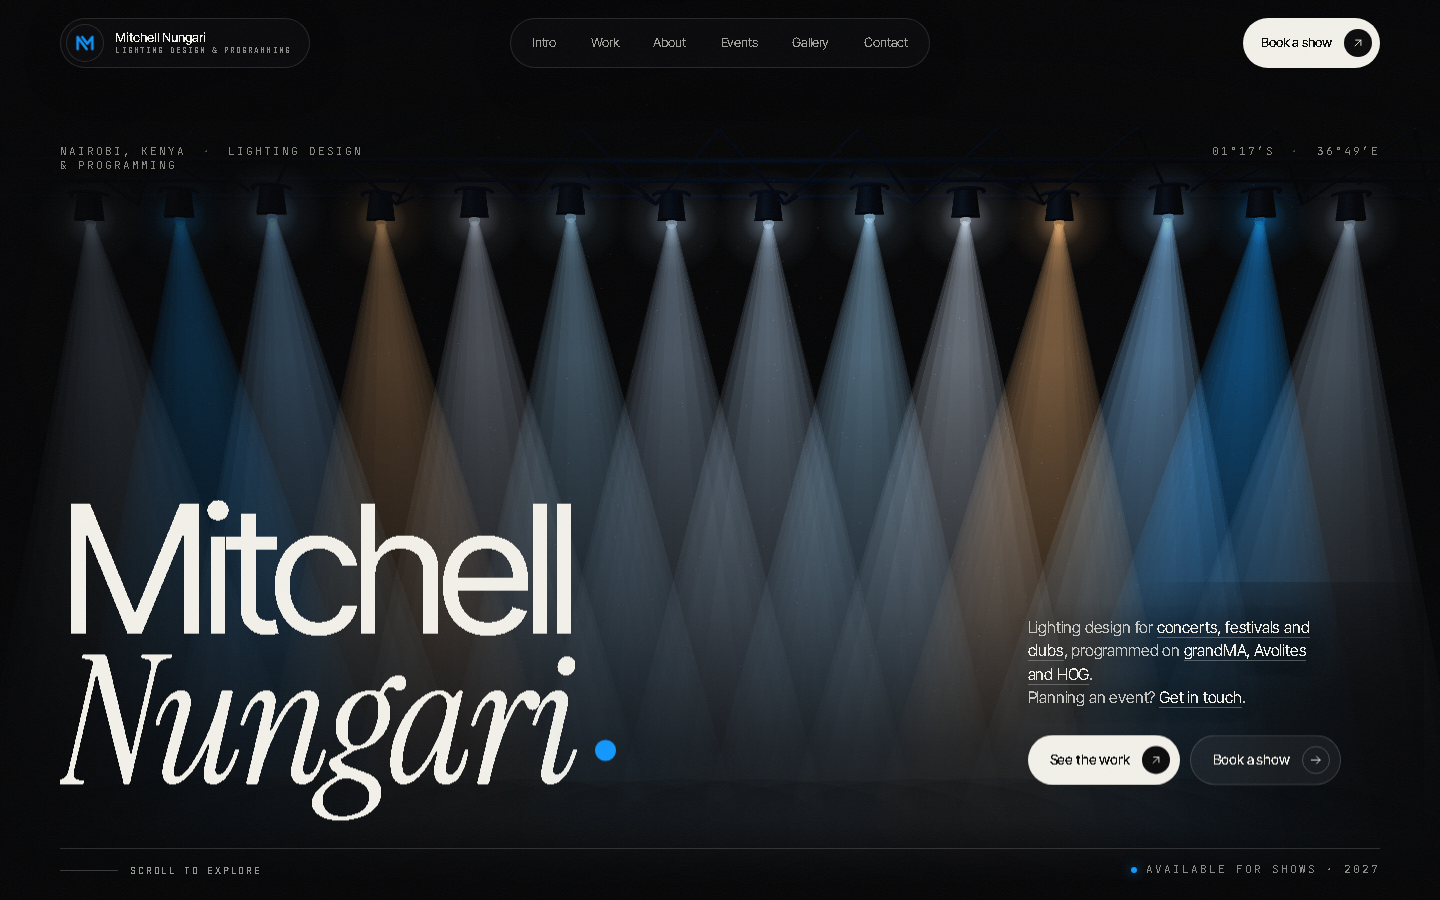 Mitchell Nungari
LIGHTING DESIGN & PROGRAMMING
Intro
Work
About
Events
Gallery
Contact
Book a show
NAIROBI, KENYA · LIGHTING DESIGN
& PROGRAMMING
01°17'S · 36°49'E
Mitchell
Nungari
Lighting design for concerts, festivals and
clubs, programmed on grandMA, Avolites
and HOG.
Planning an event? Get in touch.
See the work
Book a show
SCROLL TO EXPLORE
AVAILABLE FOR SHOWS · 2027